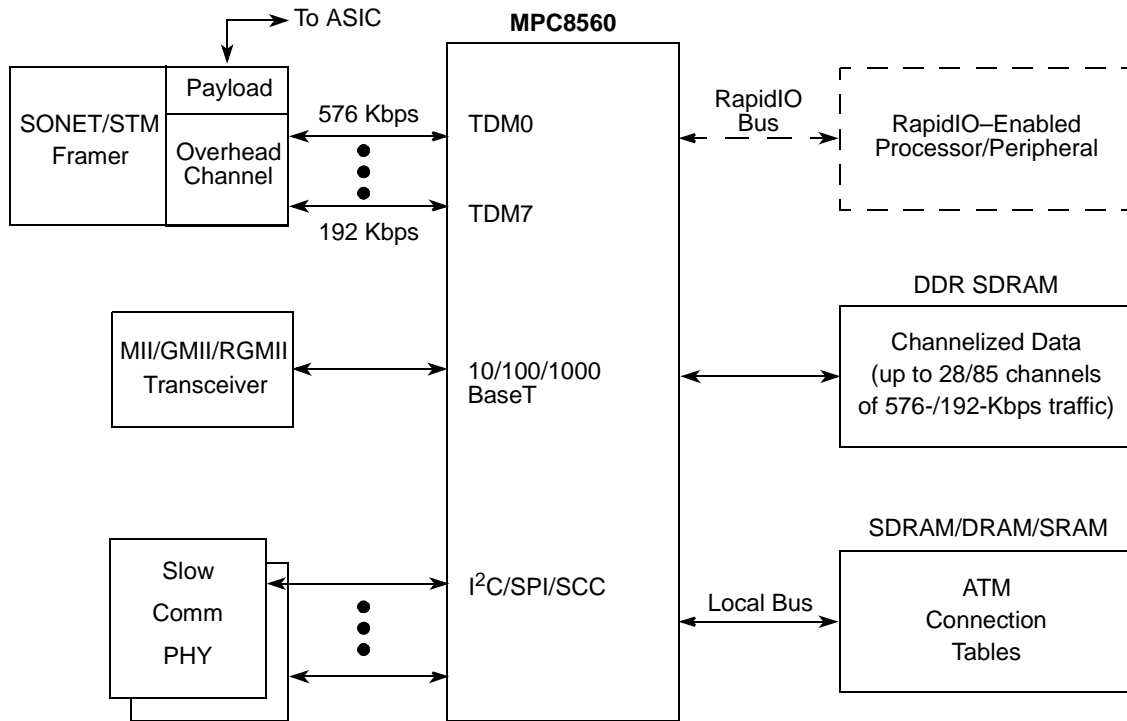 To ASIC
MPC8560
Payload
SONET/STM
Framer
Overhead
Channel
576 Kbps
192 Kbps
TDM0
TDM7
RapidIO
Bus
RapidIO–Enabled
Processor/Peripheral
MII/GMII/RGMII
Transceiver
10/100/1000
BaseT
DDR SDRAM
Channelized Data
(up to 28/85 channels
of 576-/192-Kbps traffic)
Slow
Comm
PHY
I²C/SPI/SCC
Local Bus
SDRAM/DRAM/SRAM
ATM
Connection
Tables